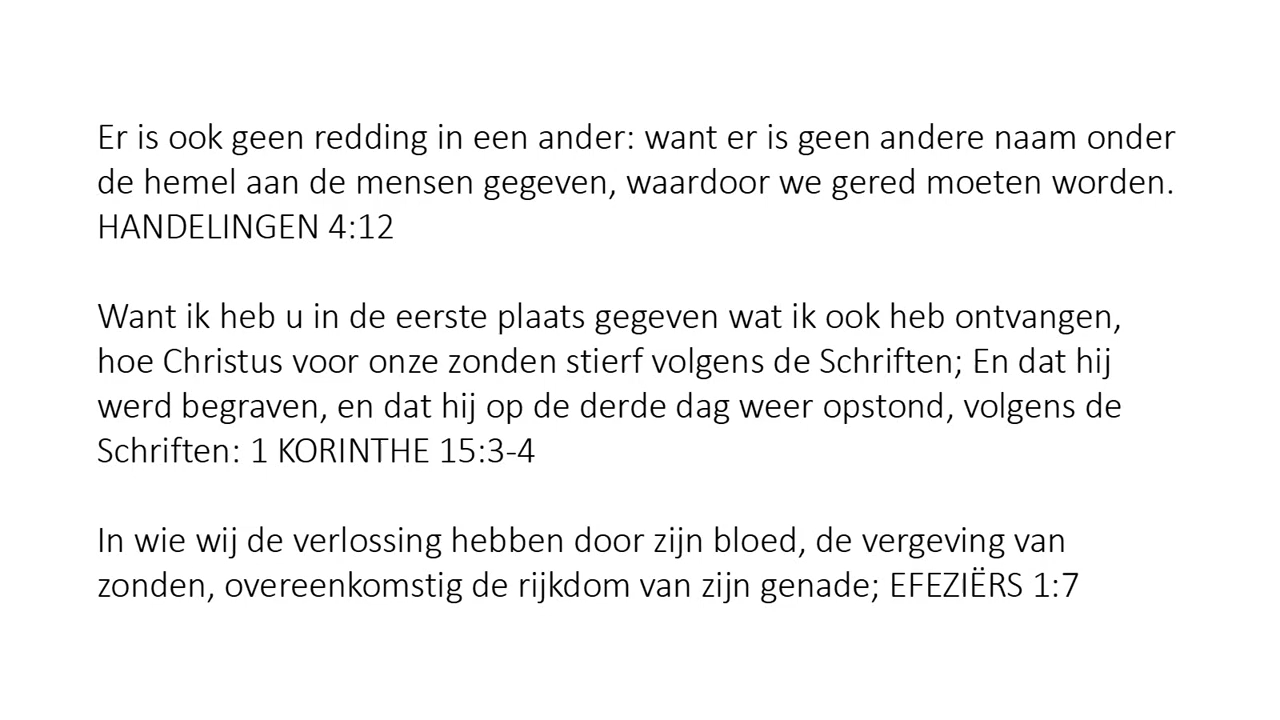 Er is ook geen redding in een ander: want er is geen andere naam onder
de hemel aan de mensen gegeven, waardoor we gered moeten worden.
HANDELINGEN 4:12
Want ik heb u in de eerste plaats gegeven wat ik ook heb ontvangen,
hoe Christus voor onze zonden stierf volgens de Schriften; En dat hij
werd begraven, en dat hij op de derde dag weer opstond, volgens de
Schriften: 1 KORINTHE 15:3-4
In wie wij de verlossing hebben door zijn bloed, de vergeving van
zonden, overeenkomstig de rijkdom van zijn genade; EFEZIËRS 1:7